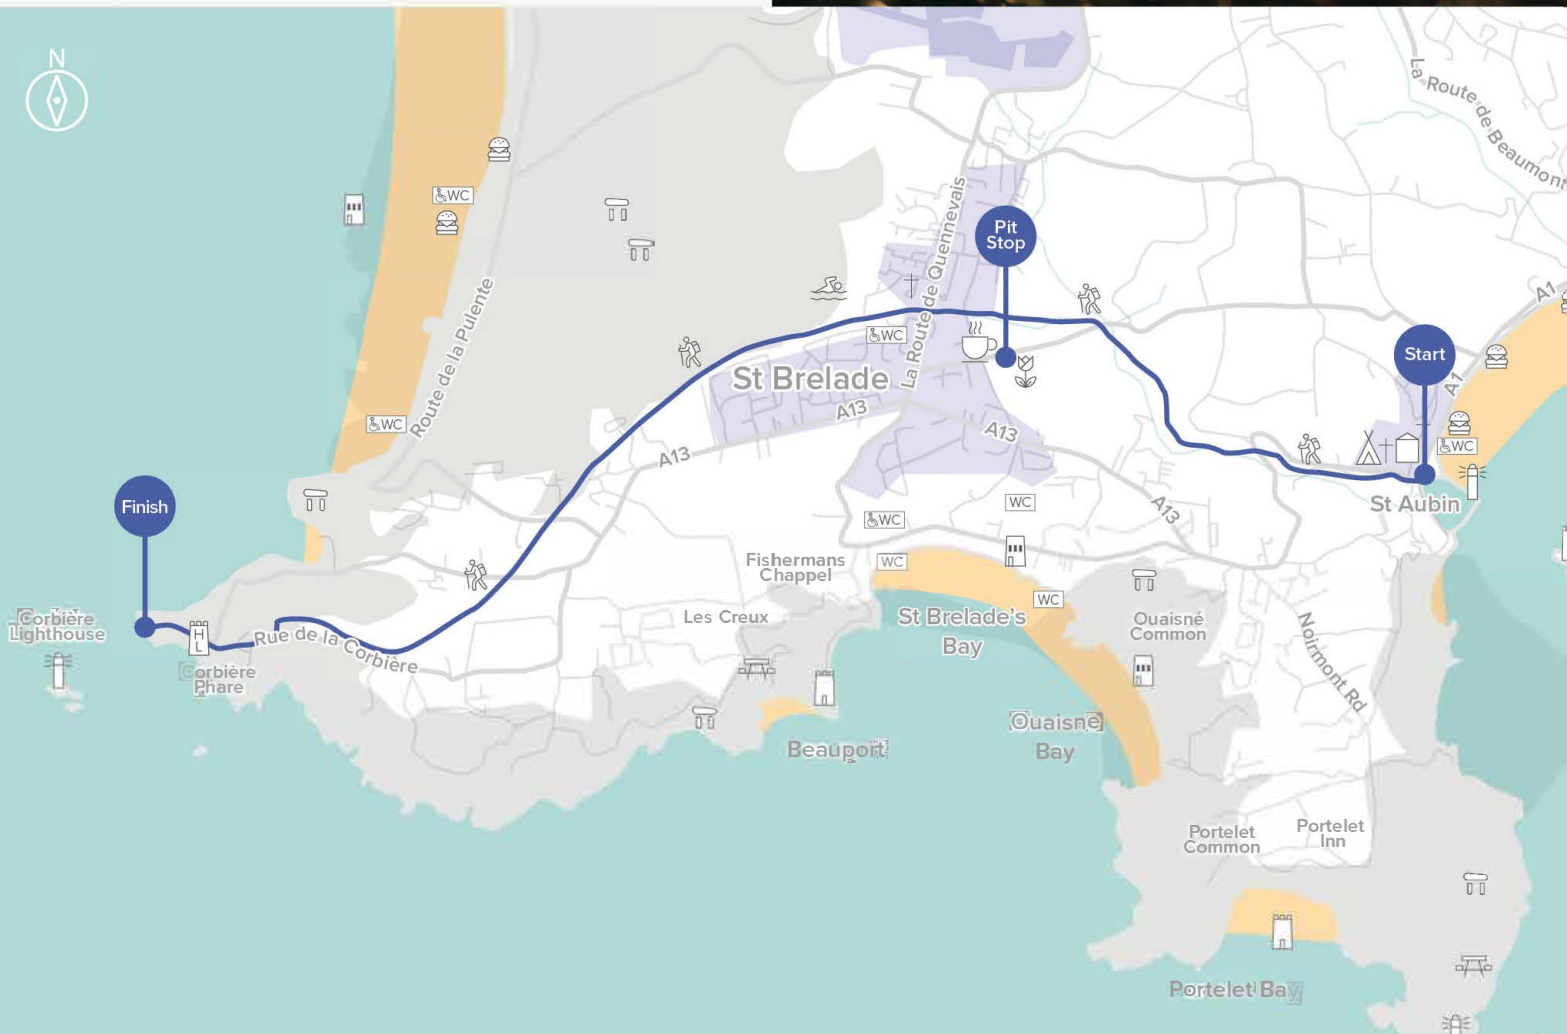 N
La Route de Beaumont
WC
Route de la Pulente
WC
La Route de Quennevais
Pit
Stop
WC
St Brelade
A13
A13
A13
A13
A1
A1
Start
WC
St Aubin
Finish
WC
WC
WC
WC
Fishermans
Chappel
Les Creux
St Brelade's
Bay
Ouaisné
Common
Noirmont Rd
Corbière
Lighthouse
H
L
Rue de la Corbière
Corbière
Phare
Beauport
Ouaisne
Bay
Portelet
Common
Portelet
Inn
Portelet Bay